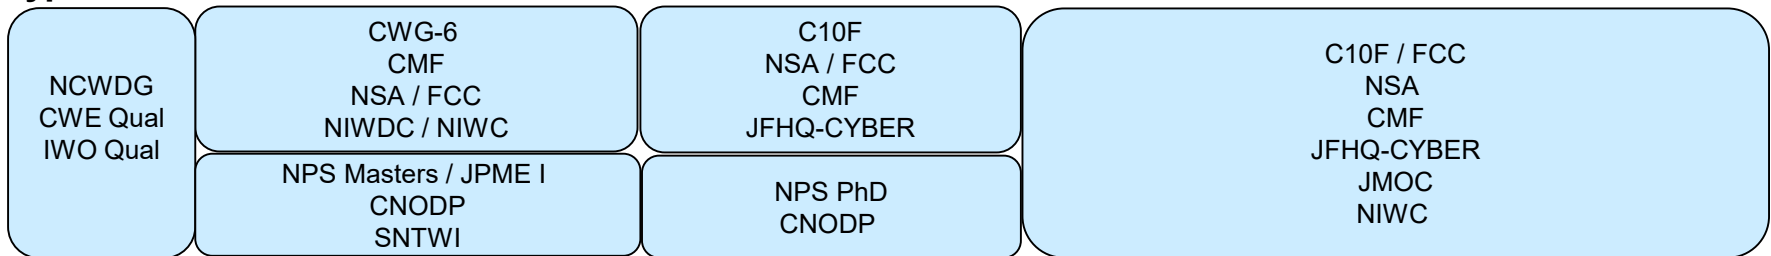 NCWDG
CWE Qual
IWO Qual
CWG-6
CMF
NSA / FCC
NIWDC / NIWC
NPS Masters / JPME I
CNODP
SNTWI
C10F
NSA / FCC
CMF
JFHQ-CYBER
NPS PhD
CNODP
C10F / FCC
NSA
CMF
JFHQ-CYBER
JMOC
NIWC